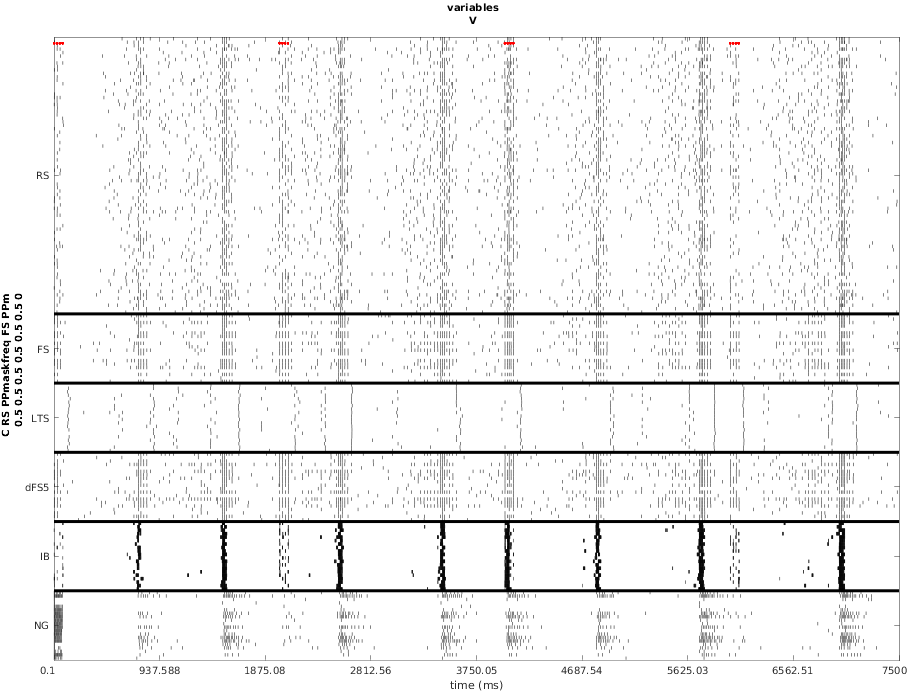 variables
V
C RS PPmaskfreq FS PPm
0.5 0.5 0.5 0.5 0.5 0.5 0
RS
FS
LTS
dFS5
IB
NG
0.1 937.588 1875.08 2812.56 3750.05 4687.54 5625.03 6562.51 7500
time (ms)